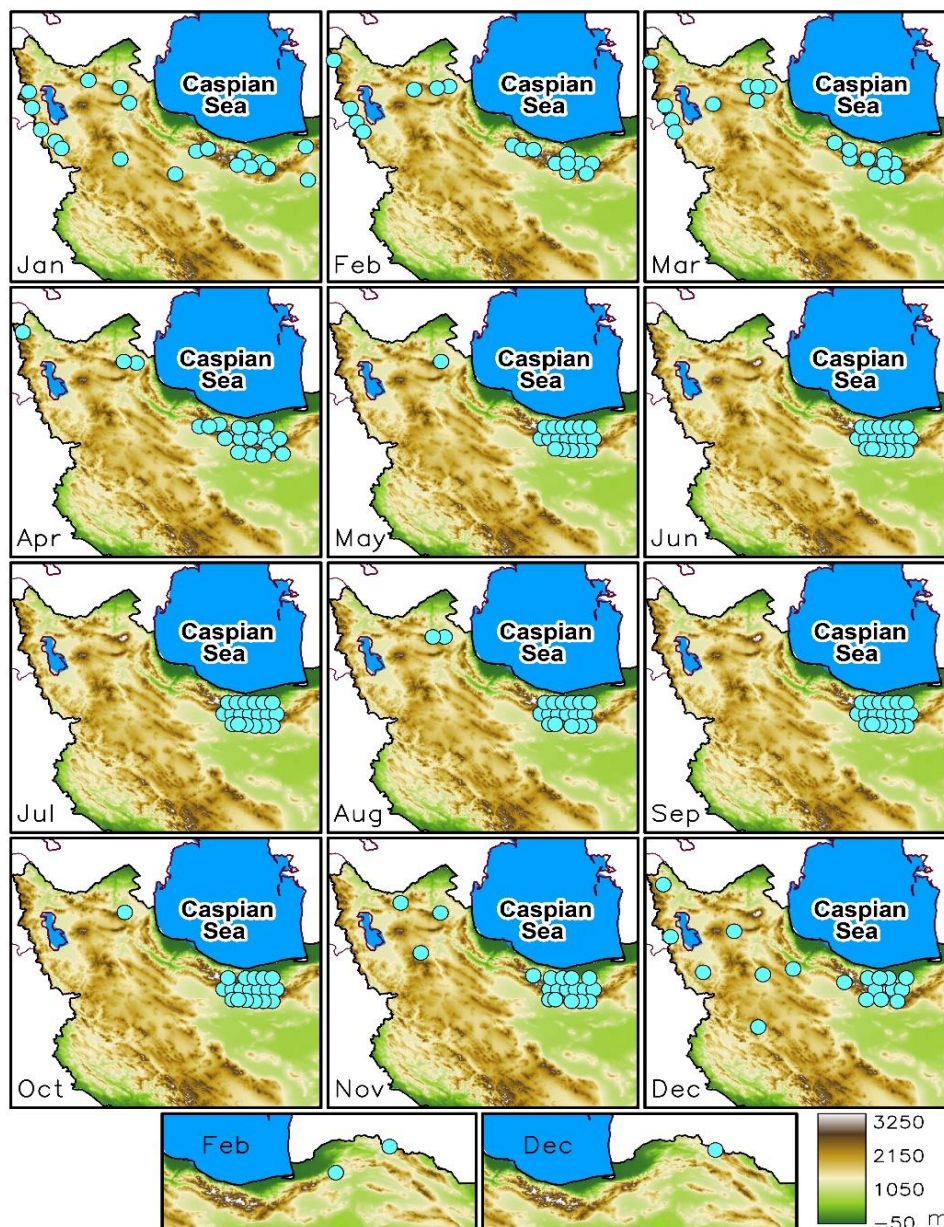 Caspian
Sea
Jan
Caspian
Sea
Feb
Caspian
Sea
Mar
Caspian
Sea
Apr
Caspian
Sea
May
Caspian
Sea
Jun
Caspian
Sea
Jul
Caspian
Sea
Aug
Caspian
Sea
Sep
Caspian
Sea
Oct
Caspian
Sea
Nov
Caspian
Sea
Dec
Feb
Dec
3250
2150
1050
-50 m